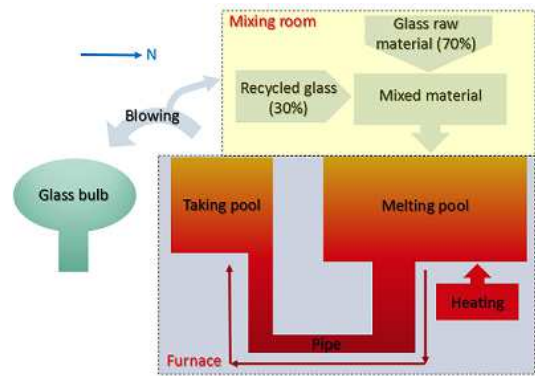 Mixing room
Glass raw
material (70%)
N
Recycled glass
(30%)
Mixed material
Blowing
Glass bulb
Taking pool
Melting pool
Heating
Pipe
Furnace